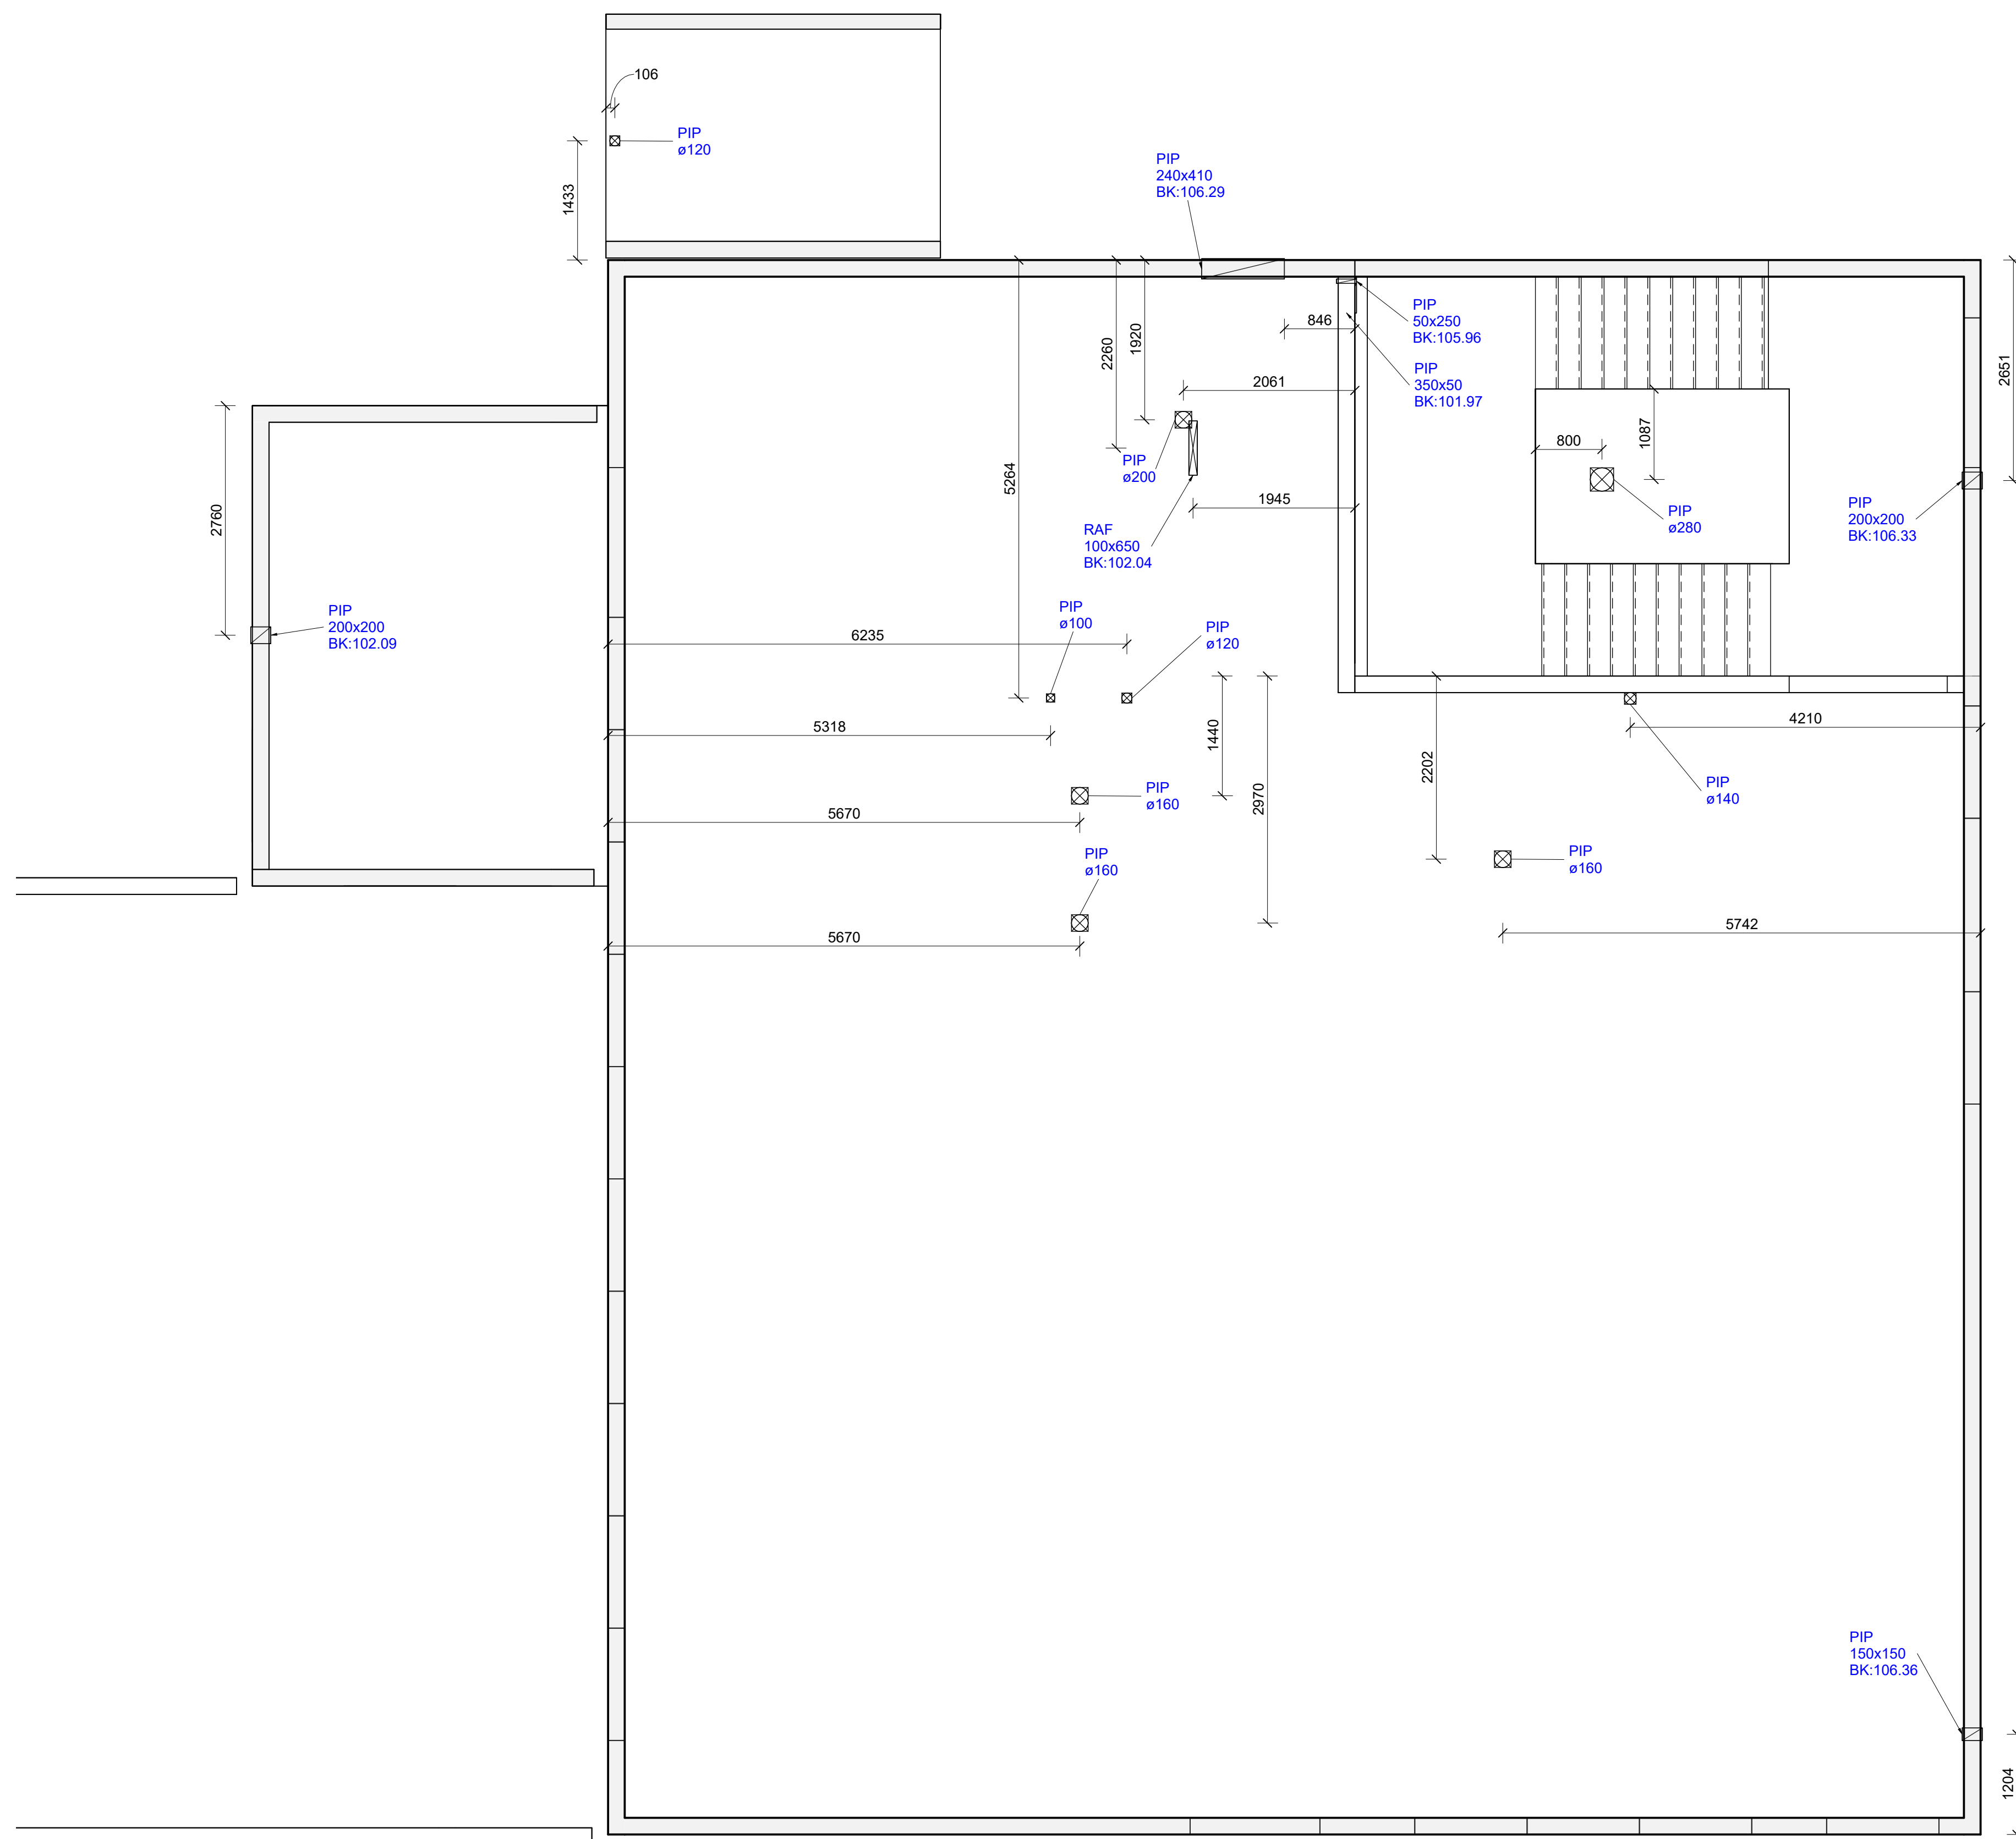 106
PIP
ø120
1433
PIP
240x410
BK:106.29
PIP
50x250
BK:105.96
846
1920
2260
2651
PIP
350x50
BK:101.97
2061
800
1087
PIP
ø200
5264
1945
PIP
ø280
PIP
200x200
BK:106.33
2760
RAF
100x650
BK:102.04
PIP
200x200
BK:102.09
PIP
ø100
6235
PIP
ø120
5318
1440
4210
2202
PIP
ø140
PIP
ø160
2970
5670
PIP
ø160
PIP
ø160
5670
5742
PIP
150x150
BK:106.36
1204